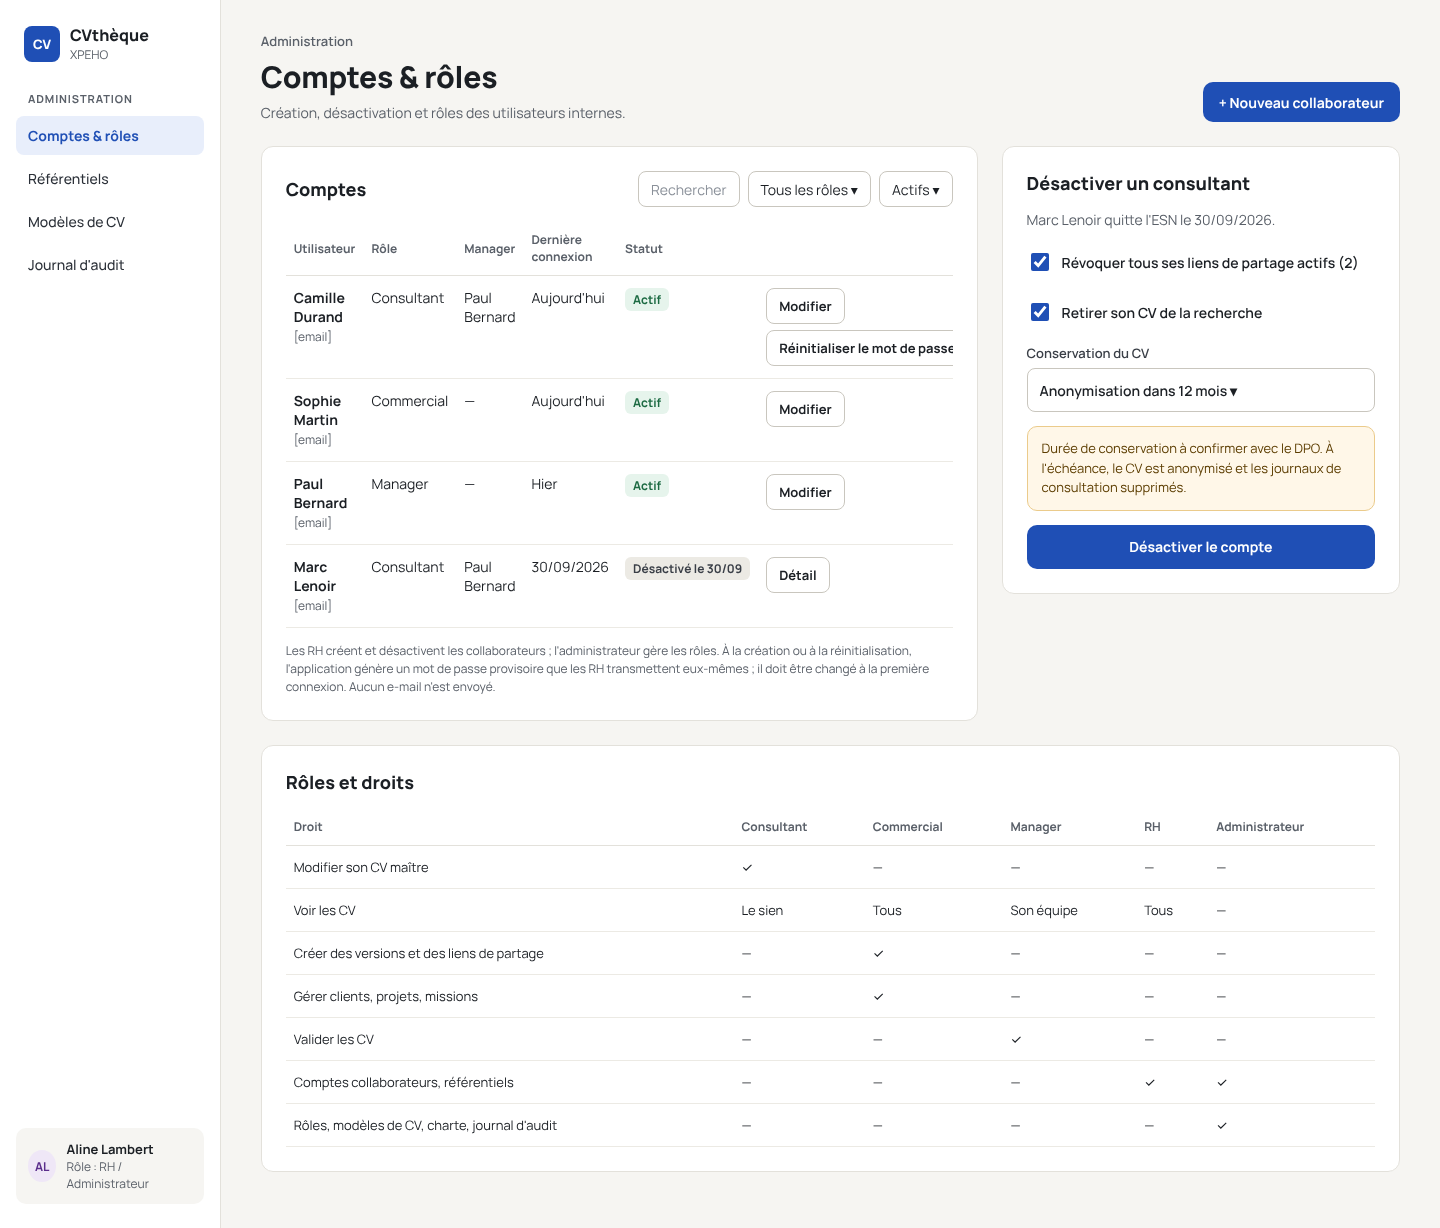 CV
CVthèque
XPEHO
ADMINISTRATION
Comptes & rôles
Référentiels
Modèles de CV
Journal d'audit
AL
Aline Lambert
Rôle : RH /
Administrateur
Administration
Comptes & rôles
Création, désactivation et rôles des utilisateurs internes.
+ Nouveau collaborateur
Comptes
Rechercher
Tous les rôles ▾
Actifs ▾
Utilisateur Rôle Manager Dernière connexion Statut
Camille Durand [email] Consultant Paul Bernard Aujourd'hui Actif Modifier
Réinitialiser le mot de passe
Sophie Martin [email] Commercial — Aujourd'hui Actif Modifier
Paul Bernard [email] Manager — Hier Actif Modifier
Marc Lenoir [email] Consultant Paul Bernard 30/09/2026 Désactivé le 30/09 Détail
Les RH créent et désactivent les collaborateurs ; l'administrateur gère les rôles. À la création ou à la réinitialisation,
l'application génère un mot de passe provisoire que les RH transmettent eux-mêmes ; il doit être changé à la première
connexion. Aucun e-mail n'est envoyé.
Désactiver un consultant
Marc Lenoir quitte l'ESN le 30/09/2026.
Révoquer tous ses liens de partage actifs (2)
Retirer son CV de la recherche
Conservation du CV
Anonymisation dans 12 mois ▾
Durée de conservation à confirmer avec le DPO. À
l'échéance, le CV est anonymisé et les journaux de
consultation supprimés.
Désactiver le compte
Rôles et droits
Droit Consultant Commercial Manager RH Administrateur
Modifier son CV maître ✓ — — — —
Voir les CV Le sien Tous Son équipe Tous —
Créer des versions et des liens de partage — ✓ — — —
Gérer clients, projets, missions — ✓ — — —
Valider les CV — — ✓ — —
Comptes collaborateurs, référentiels — — — ✓ ✓
Rôles, modèles de CV, charte, journal d'audit — — — — ✓